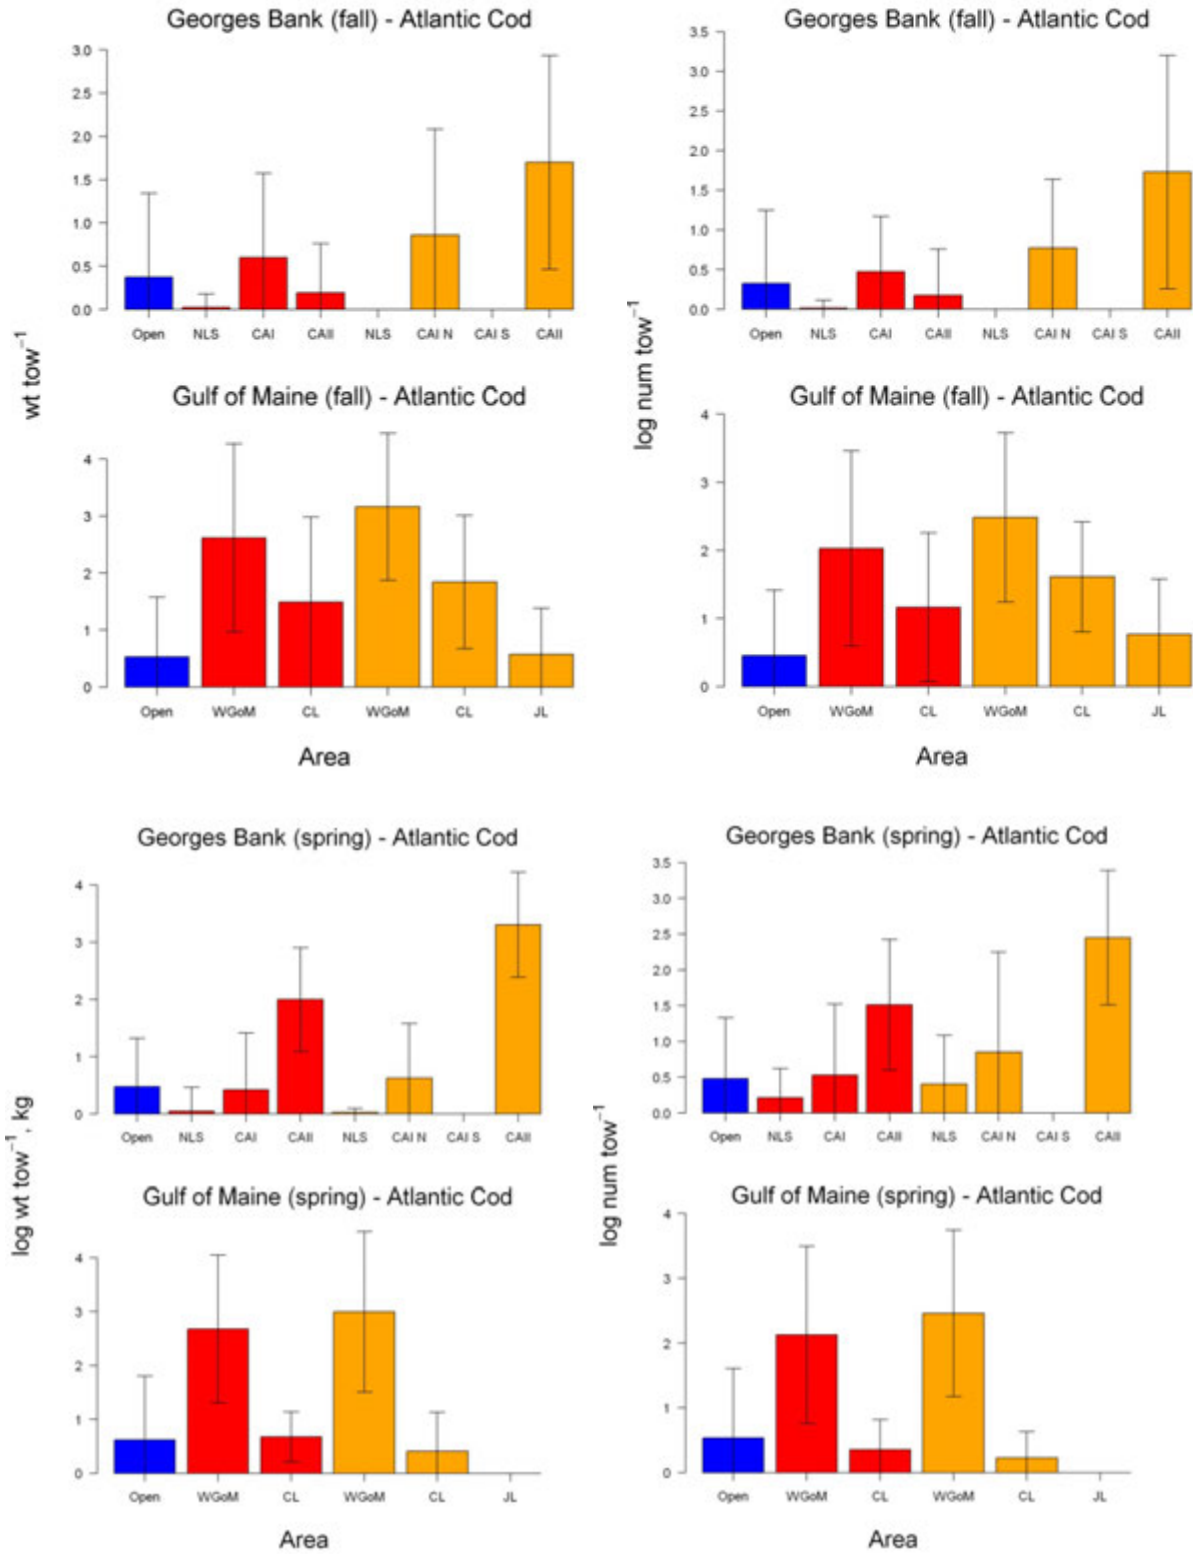 Georges Bank (fall) - Atlantic Cod
3.0
2.5
2.0
1.5
1.0
0.5
0.0
Open NLS CAI CAII NLS CAI N CAI S CAII
Georges Bank (fall) - Atlantic Cod
3.5
3.0
2.5
2.0
1.5
1.0
0.5
0.0
Open NLS CAI CAII NLS CAI N CAI S CAII
wt tow⁻¹
log num tow⁻¹
Gulf of Maine (fall) - Atlantic Cod
4
3
2
1
0
Open WGoM CL WGoM CL JL
Area
Gulf of Maine (fall) - Atlantic Cod
4
3
2
1
0
Open WGoM CL WGoM CL JL
Area
Georges Bank (spring) - Atlantic Cod
4
3
2
1
0
Open NLS CAI CAII NLS CAI N CAI S CAII
Georges Bank (spring) - Atlantic Cod
3.5
3.0
2.5
2.0
1.5
1.0
0.5
0.0
Open NLS CAI CAII NLS CAI N CAI S CAII
log wt tow⁻¹, kg
log num tow⁻¹
Gulf of Maine (spring) - Atlantic Cod
4
3
2
1
0
Open WGoM CL WGoM CL JL
Area
Gulf of Maine (spring) - Atlantic Cod
4
3
2
1
0
Open WGoM CL WGoM CL JL
Area